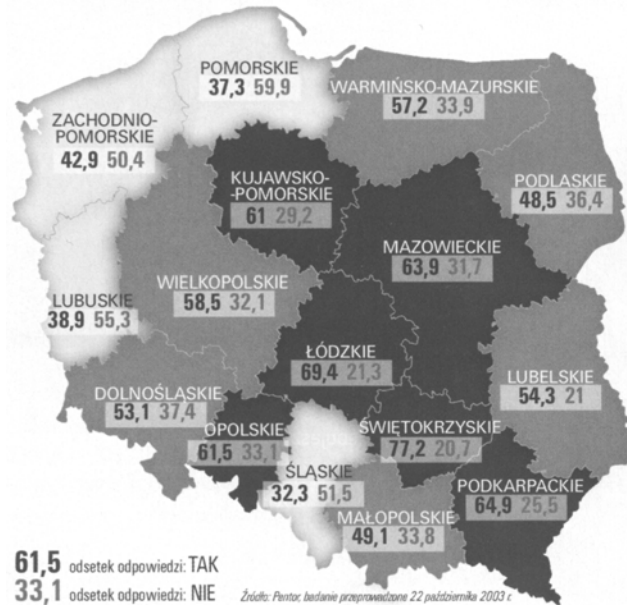 POMORSKIE
37,3 59,9
WARMIŃSKO-MAZURSKIE
57,2 33,9
ZACHODNIO-
POMORSKIE
42,9 50,4
KUJAWSKO-
-POMORSKIE
61 29,2
PODLASKIE
48,5 36,4
MAZOWIECKIE
63,9 31,7
WIELKOPOLSKIE
58,5 32,1
LUBUSKIE
38,9 55,3
ŁÓDZKIE
69,4 21,3
LUBELSKIE
54,3 21
DOLNOŚLĄSKIE
53,1 37,4
OPOLSKIE
61,5 33,1
ŚWIĘTOKRZYSKIE
77,2 20,7
ŚLĄSKIE
32,3 51,5
PODKARPACKIE
64,9 25,5
MAŁOPOLSKIE
49,1 33,8
61,5 odsetek odpowiedzi: TAK
33,1 odsetek odpowiedzi: NIE
Źródło: Pentor, badanie przeprowadzone 22 października 2003 r.